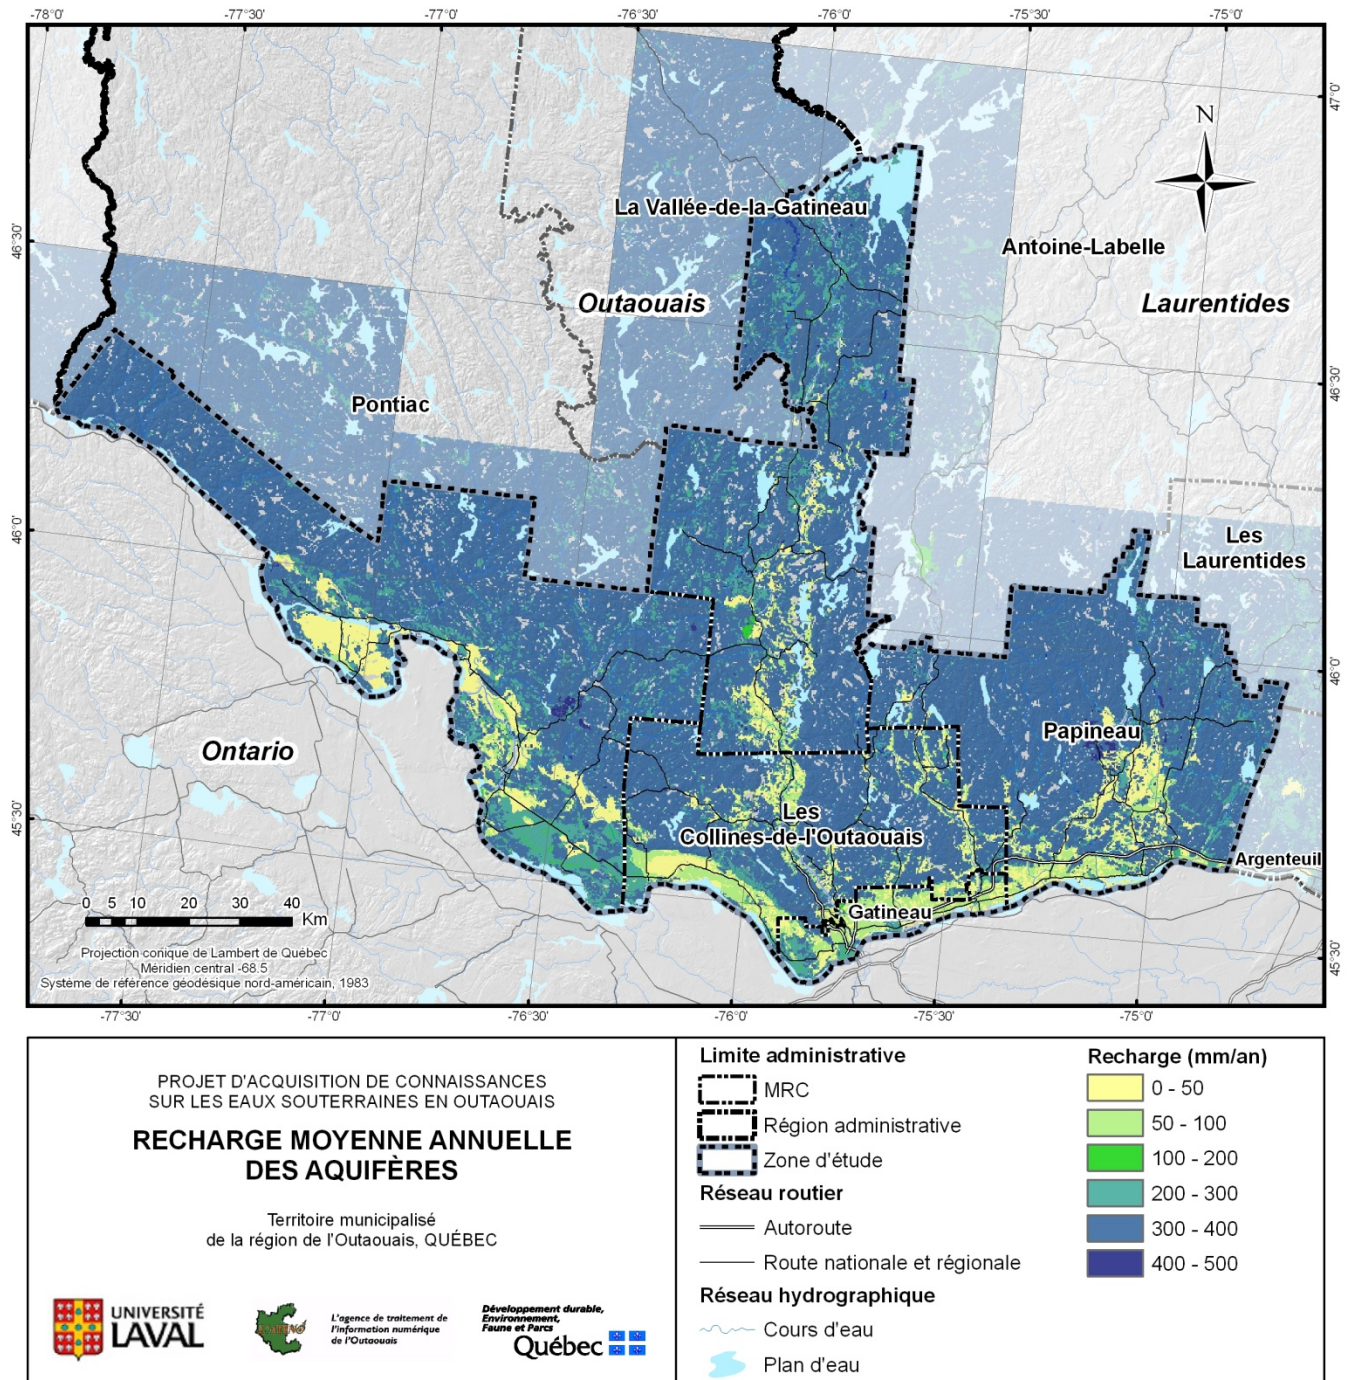 -78°0' -77°30' -77°0' -76°30' -76°0' -75°30' -75°0'
47°0'
N
La Vallée-de-la-Gatineau
Antoine-Labelle
46°30'
Outaouais
Laurentides
46°30'
Pontiac
46°0'
Les
Laurentides
46°0'
Papineau
Ontario
45°30'
Les
Collines-de-l'Outaouais
Argenteuil
Gatineau
0 5 10 20 30 40
Km
Projection conique de Lambert de Québec
Méridien central -68.5
Système de référence géodésique nord-américain, 1983
45°30'
-77°30' -77°0' -76°30' -76°0' -75°30' -75°0'
PROJET D'ACQUISITION DE CONNAISSANCES
SUR LES EAUX SOUTERRAINES EN OUTAOUAIS
RECHARGE MOYENNE ANNUELLE
DES AQUIFÈRES
Territoire municipalisé
de la région de l'Outaouais, QUÉBEC
UNIVERSITÉ
LAVAL
L'agence de traitement de
l'information numérique
de l'Outaouais
Développement durable,
Environnement,
Faune et Parcs
Québec
Limite administrative
MRC
Région administrative
Zone d'étude
Réseau routier
Autoroute
Route nationale et régionale
Réseau hydrographique
Cours d'eau
Plan d'eau
Recharge (mm/an)
0 - 50
50 - 100
100 - 200
200 - 300
300 - 400
400 - 500